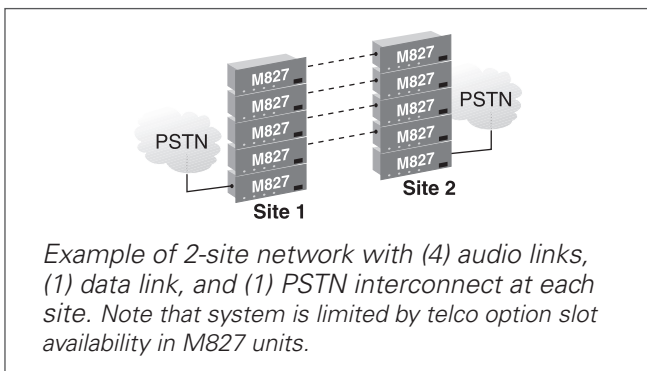 M827
M827
M827
M827
M827
PSTN
Site 1
M827
M827
M827
M827
M827
PSTN
Site 2
Example of 2-site network with (4) audio links,
(1) data link, and (1) PSTN interconnect at each
site. Note that system is limited by telco option slot
availability in M827 units.